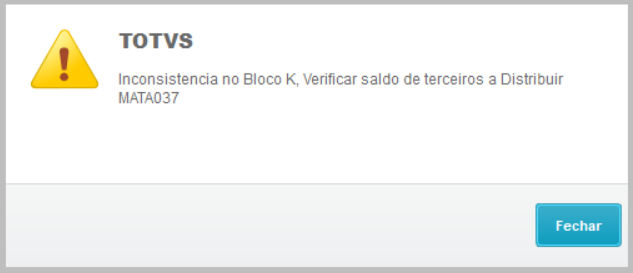 TOTVS
Inconsistencia no Bloco K, Verificar saldo de terceiros a Distribuir
MATA037
Fechar